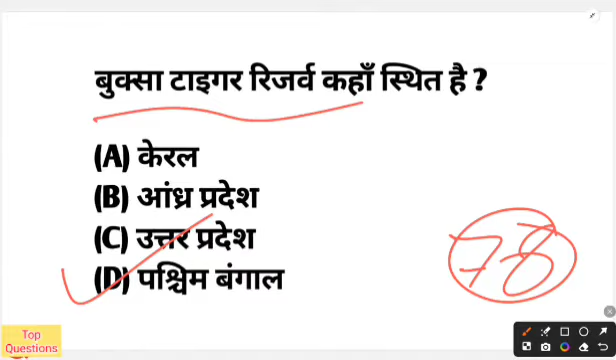 बुक्सा टाइगर रिजर्व कहाँ स्थित है ?
(A) केरल
(B) आंध्र प्रदेश
(C) उत्तर प्रदेश
(D) पश्चिम बंगाल
78
Top
Questions